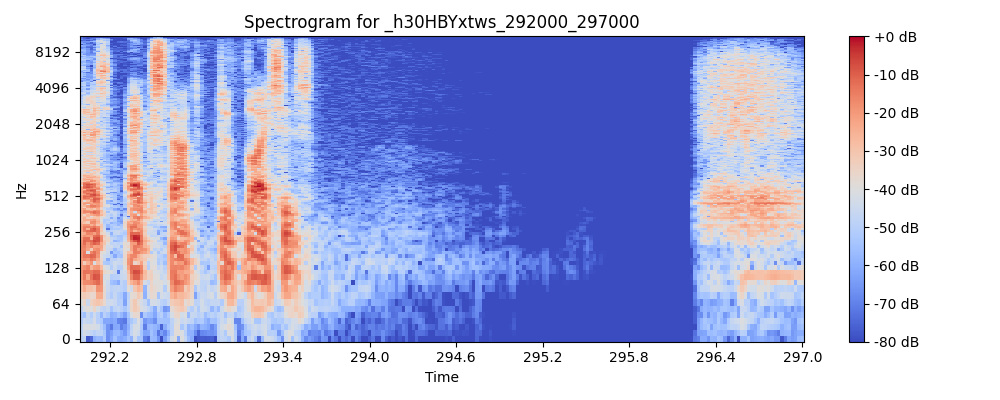 Spectrogram for _h30HBYxtws_292000_297000
Hz
8192
4096
2048
1024
512
256
128
64
0
292.2 292.8 293.4 294.0 294.6 295.2 295.8 296.4 297.0
Time
+0 dB
-10 dB
-20 dB
-30 dB
-40 dB
-50 dB
-60 dB
-70 dB
-80 dB